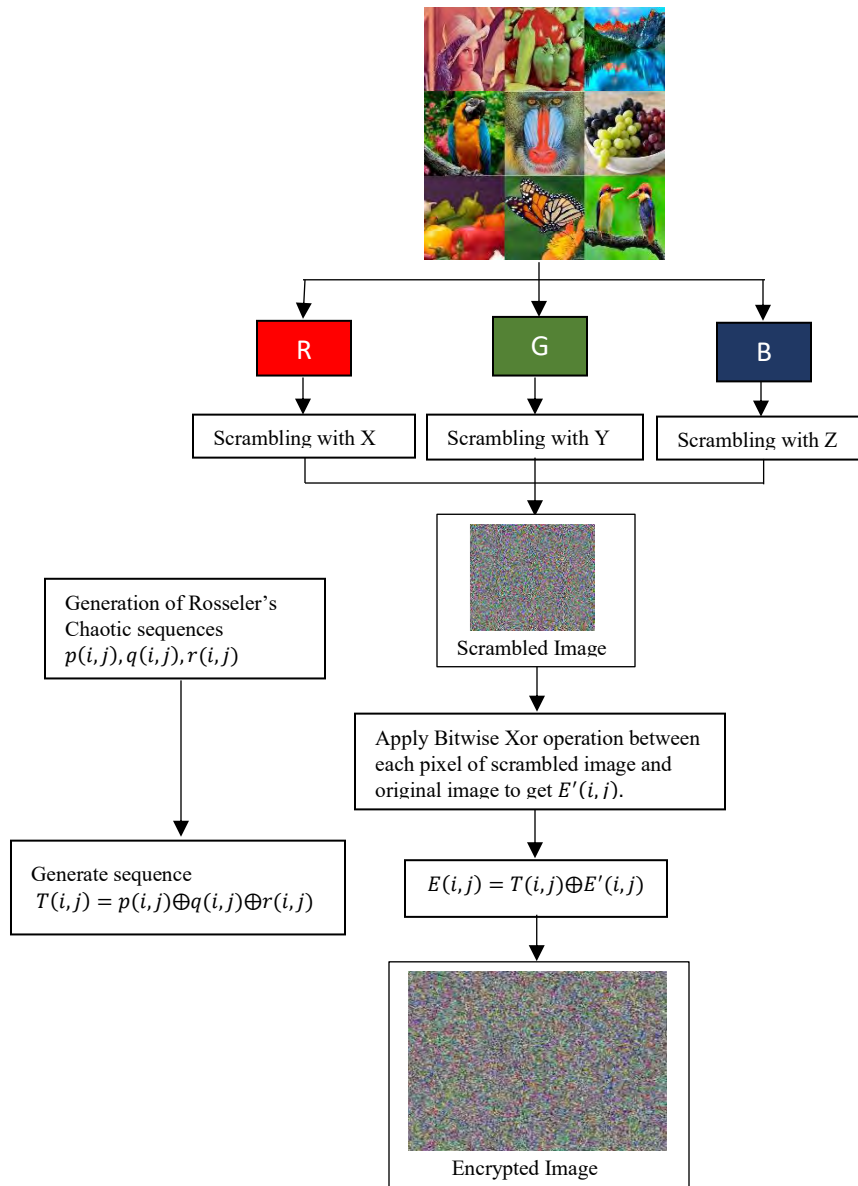 R
G
B
Scrambling with X
Scrambling with Y
Scrambling with Z
Scrambled Image
Generation of Rosseler’s
Chaotic sequences
p(i,j), q(i,j), r(i,j)
Apply Bitwise Xor operation between
each pixel of scrambled image and
original image to get E′(i,j).
Generate sequence
T(i,j) = p(i,j)⊕q(i,j)⊕r(i,j)
E(i,j) = T(i,j)⊕E′(i,j)
Encrypted Image